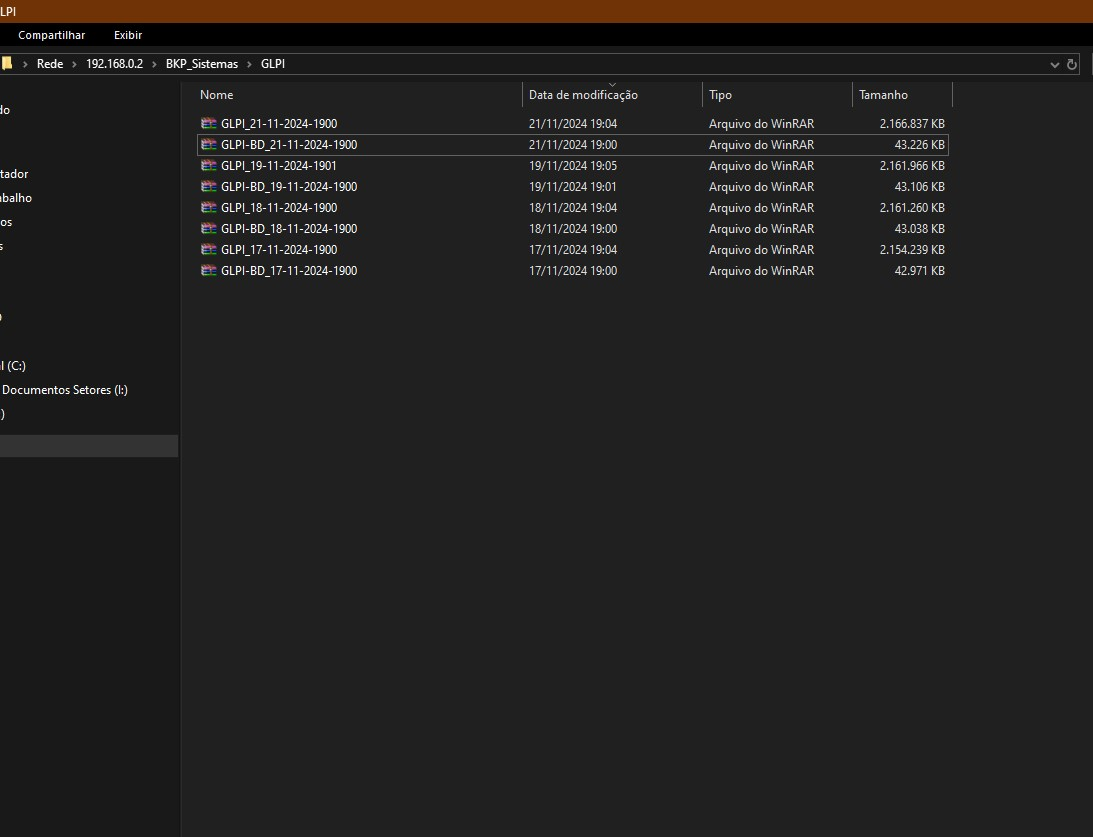 LPI
Compartilhar Exibir
Rede 192.168.0.2 BKP_Sistemas GLPI
Nome Data de modificação Tipo Tamanho
do
GLPI_21-11-2024-1900 21/11/2024 19:04 Arquivo do WinRAR 2.166.837 KB
GLPI-BD_21-11-2024-1900 21/11/2024 19:00 Arquivo do WinRAR 43.226 KB
GLPI_19-11-2024-1901 19/11/2024 19:05 Arquivo do WinRAR 2.161.966 KB
tador
GLPI-BD_19-11-2024-1900 19/11/2024 19:01 Arquivo do WinRAR 43.106 KB
abalho
GLPI_18-11-2024-1900 18/11/2024 19:04 Arquivo do WinRAR 2.161.260 KB
os
GLPI-BD_18-11-2024-1900 18/11/2024 19:00 Arquivo do WinRAR 43.038 KB
s
GLPI_17-11-2024-1900 17/11/2024 19:04 Arquivo do WinRAR 2.154.239 KB
GLPI-BD_17-11-2024-1900 17/11/2024 19:00 Arquivo do WinRAR 42.971 KB
l (C:)
Documentos Setores (I:)
:)